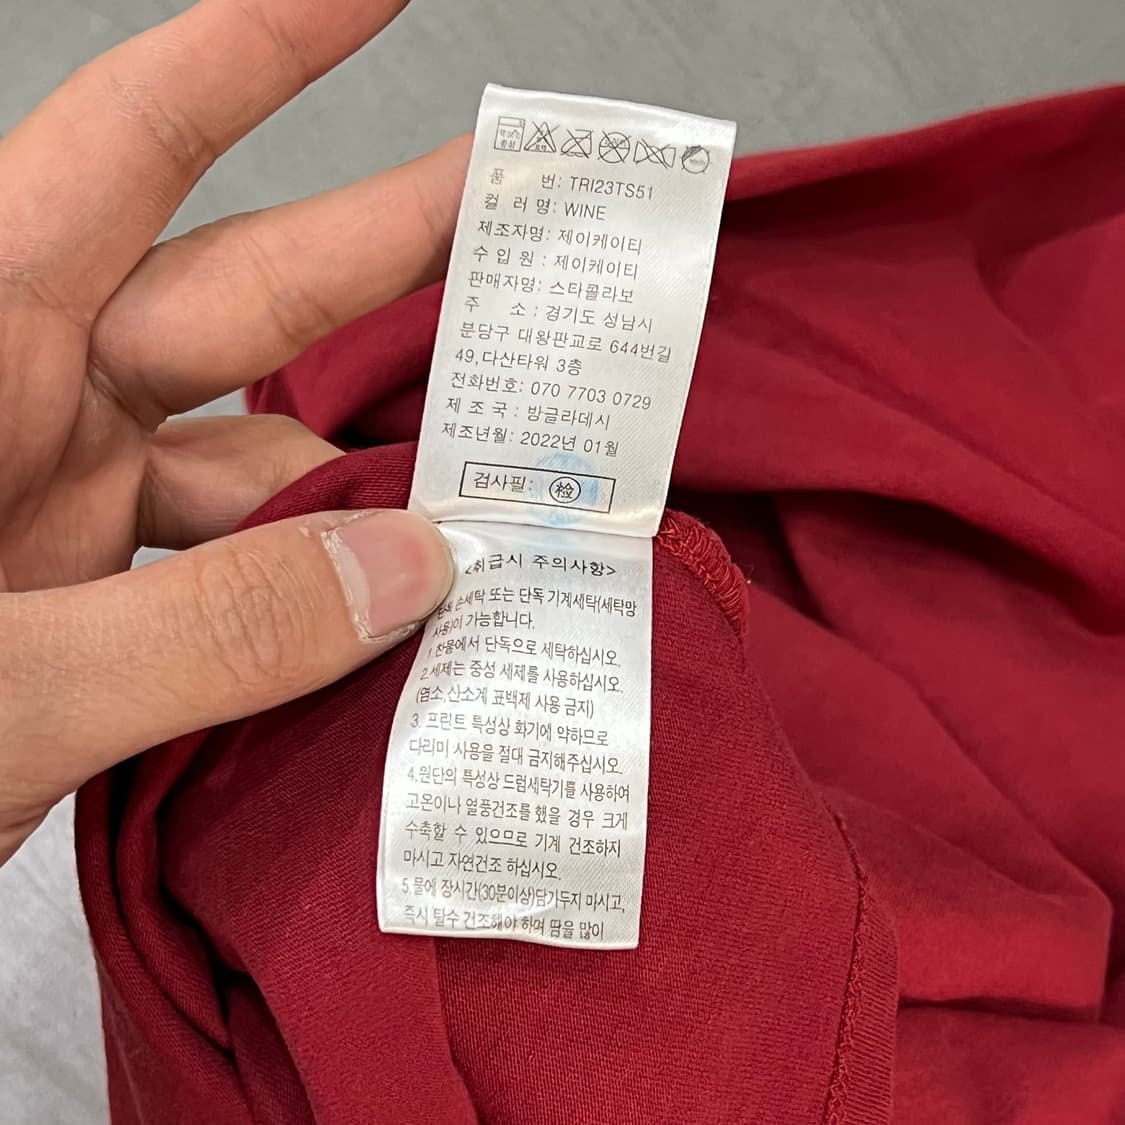 품 번: TRI23TS51
컬 러 명: WINE
제조자명: 제이케이티
수 입 원 : 제이케이티
판매자명: 스타콜라보
주 소: 경기도 성남시
분당구 대왕판교로 644번길
49, 다산타워 3층
전화번호: 070 7703 0729
제 조 국 : 방글라데시
제조년월: 2022년 01월
검사필: 検
취급시 주의사항>
손세탁 또는 단독 기계세탁(세탁망
사용)이 가능합니다.
1.찬물에서 단독으로 세탁하십시오.
2.세제는 중성 세제를 사용하십시오.
(염소,산소계 표백제 사용 금지)
3. 프린트 특성상 화기에 약하므로
다리미 사용을 절대 금지해주십시오.
4.원단의 특성상 드럼세탁기를 사용하여
고온이나 열풍건조를 했을 경우 크게
수축할 수 있으므로 기계 건조하지
마시고 자연건조 하십시오.
5.물에 장시간(30분이상)담가두지 마시고,
즉시 탈수 건조해야 하며 땀을 많이